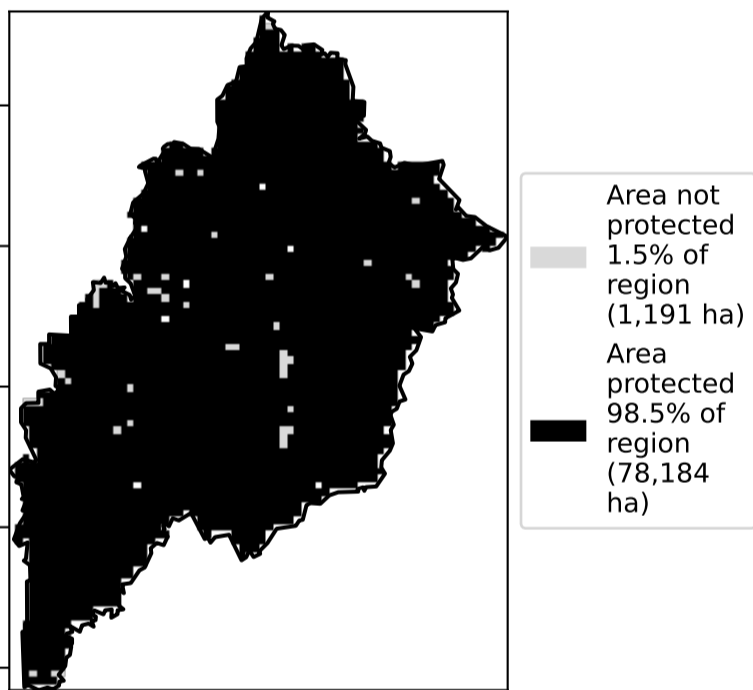 Area not
protected
1.5% of
region
(1,191 ha)
Area
protected
98.5% of
region
(78,184
ha)